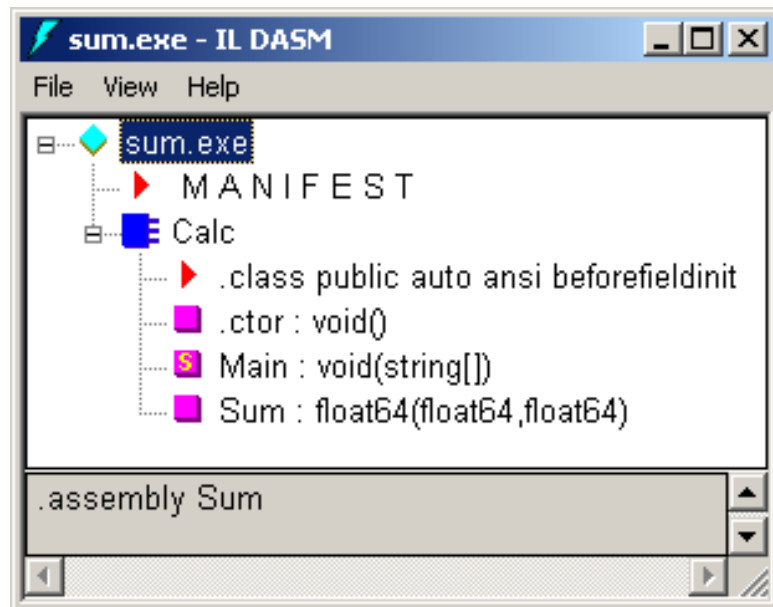 sum.exe - IL DASM
File View Help
sum.exe
M A N I F E S T
Calc
.class public auto ansi beforefieldinit
.ctor : void()
S Main : void(string[])
Sum : float64(float64,float64)
.assembly Sum